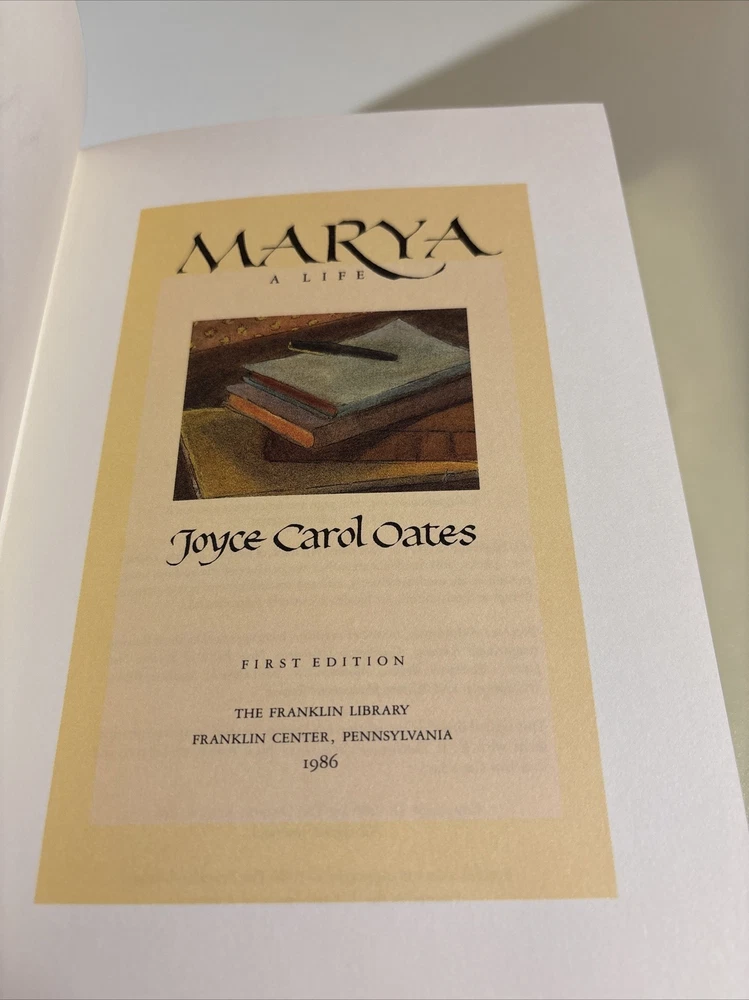 MARYA
A LIFE
Joyce Carol Oates
FIRST EDITION
THE FRANKLIN LIBRARY
FRANKLIN CENTER, PENNSYLVANIA
1986